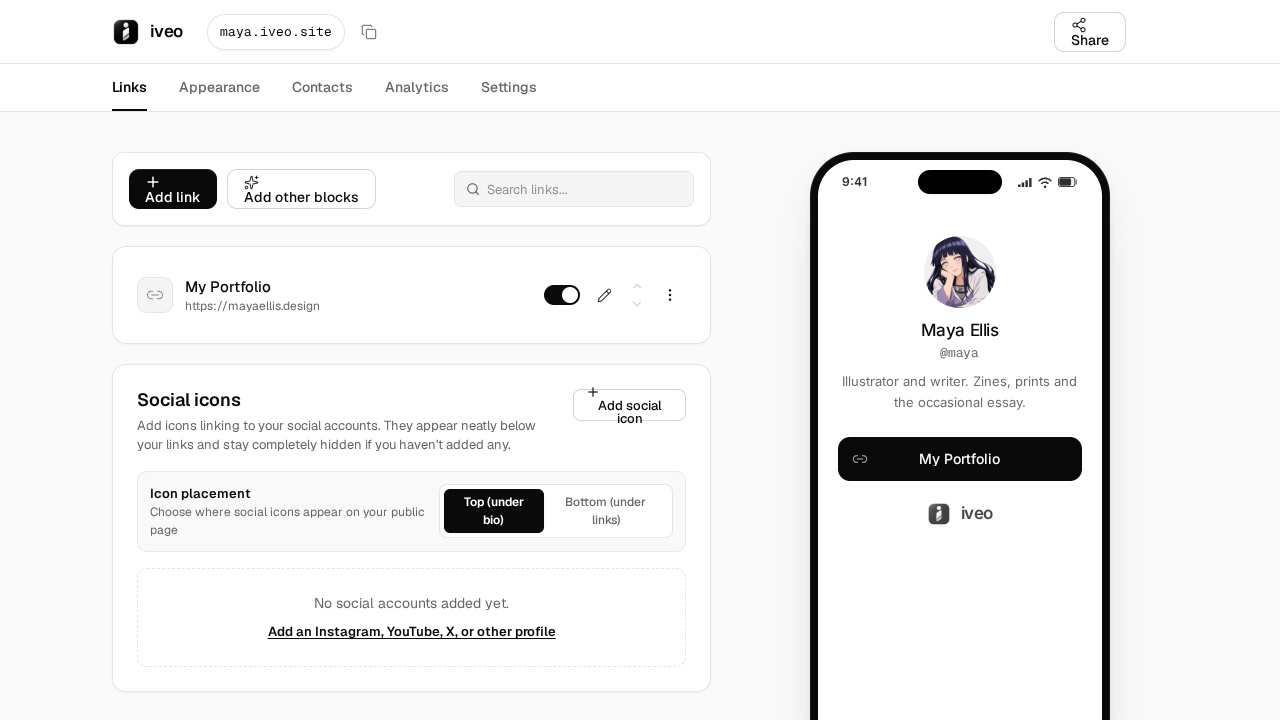 iveo
maya.iveo.site
Share
Links
Appearance
Contacts
Analytics
Settings
Add link
Add other blocks
Search links...
My Portfolio
https://mayaellis.design
Social icons
Add icons linking to your social accounts. They appear neatly below
your links and stay completely hidden if you haven't added any.
Add social
icon
Icon placement
Choose where social icons appear on your public
page
Top (under
bio)
Bottom (under
links)
No social accounts added yet.
Add an Instagram, YouTube, X, or other profile
9:41
Maya Ellis
@maya
Illustrator and writer. Zines, prints and
the occasional essay.
My Portfolio
iveo